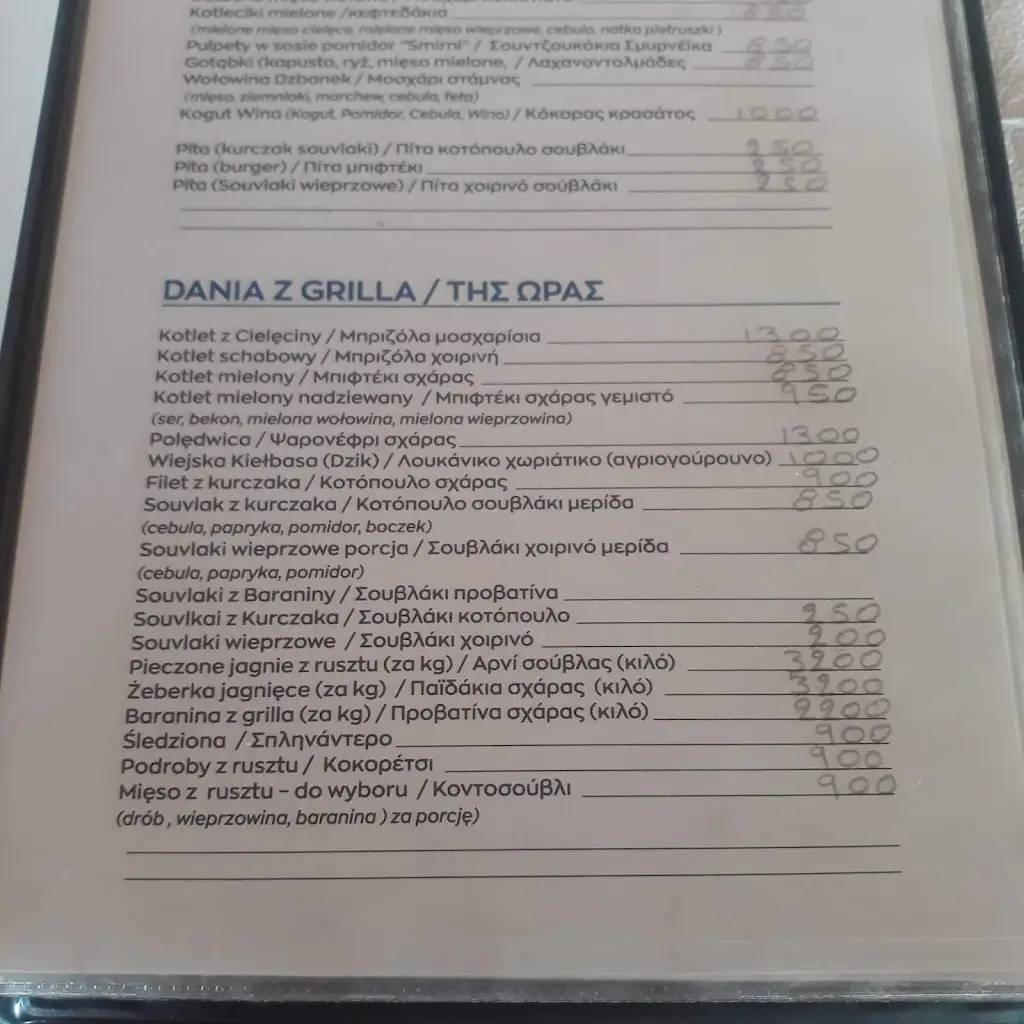 Kotleciki mielone /κεφτεδάκια 850
(mielone mięso cielęce, mielone mięso wieprzowe, cebula, natka pietruszki)
Pulpety w sosie pomidor "Smirni" / Σουντζουκάκια Σμυρνέϊκα 850
Gołąbki (kapusta, ryż, mięso mielone, / Λαχανοντολμάδες 850
Wołowina Dzbanek / Μοσχάρι στάμνας
(mięso, ziemniaki, marchew, cebula, feta)
Kogut Wina (Kogut, Pomidor, Cebula, Wino) / Κόκορας κρασάτος 1000
Pita (kurczak souvlaki) / Πίτα κοτόπουλο σουβλάκι 250
Pita (burger) / Πίτα μπιφτέκι 250
Pita (Souvlaki wieprzowe) / Πίτα χοιρινό σούβλάκι 250
DANIA Z GRILLA / ΤΗΣ ΩΡΑΣ
Kotlet z Cielęciny / Μπριζόλα μοσχαρίσια 1300
Kotlet schabowy / Μπριζόλα χοιρινή 850
Kotlet mielony / Μπιφτέκι σχάρας 850
Kotlet mielony nadziewany / Μπιφτέκι σχάρας γεμιστό 950
(ser, bekon, mielona wołowina, mielona wieprzowina)
Polędwica / Ψαρονέφρι σχάρας 1300
Wiejska Kiełbasa (Dzik) / Λουκάνικο χωριάτικο (αγριογούρουνο) 1000
Filet z kurczaka / Κοτόπουλο σχάρας 900
Souvlak z kurczaka / Κοτόπουλο σουβλάκι μερίδα 850
(cebula, papryka, pomidor, boczek)
Souvlaki wieprzowe porcja / Σουβλάκι χοιρινό μερίδα 850
(cebula, papryka, pomidor)
Souvlaki z Baraniny / Σουβλάκι προβατίνα
Souvlkai z Kurczaka / Σουβλάκι κοτόπουλο 250
Souvlaki wieprzowe / Σουβλάκι χοιρινό 200
Pieczone jagnie z rusztu (za kg) / Αρνί σούβλας (κιλό) 3200
Żeberka jagnięce (za kg) / Παϊδάκια σχάρας (κιλό) 3200
Baranina z grilla (za kg) / Προβατίνα σχάρας (κιλό) 2200
Śledziona / Σπληνάντερο 900
Podroby z rusztu / Κοκορέτσι 900
Mięso z rusztu - do wyboru / Κοντοσούβλι 900
(drób , wieprzowina, baranina ) za porcję)